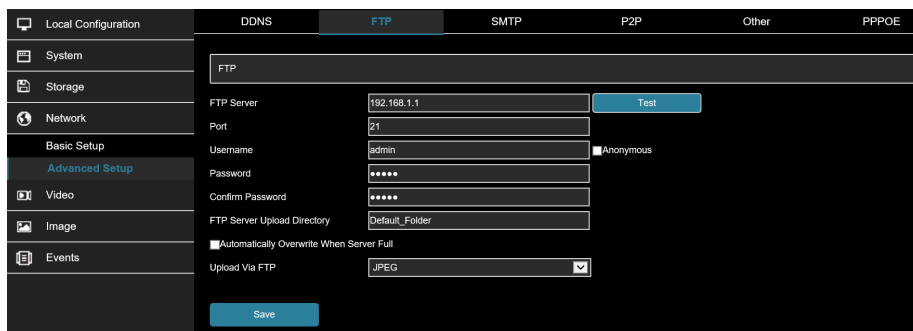 DDNS FTP SMTP P2P Other PPPOE
Local Configuration
System
Storage
Network
Basic Setup
Advanced Setup
Video
Image
Events
FTP
FTP Server 192.168.1.1 Test
Port 21
Username admin Anonymous
Password •••••
Confirm Password •••••
FTP Server Upload Directory Default_Folder
Automatically Overwrite When Server Full
Upload Via FTP JPEG
Save